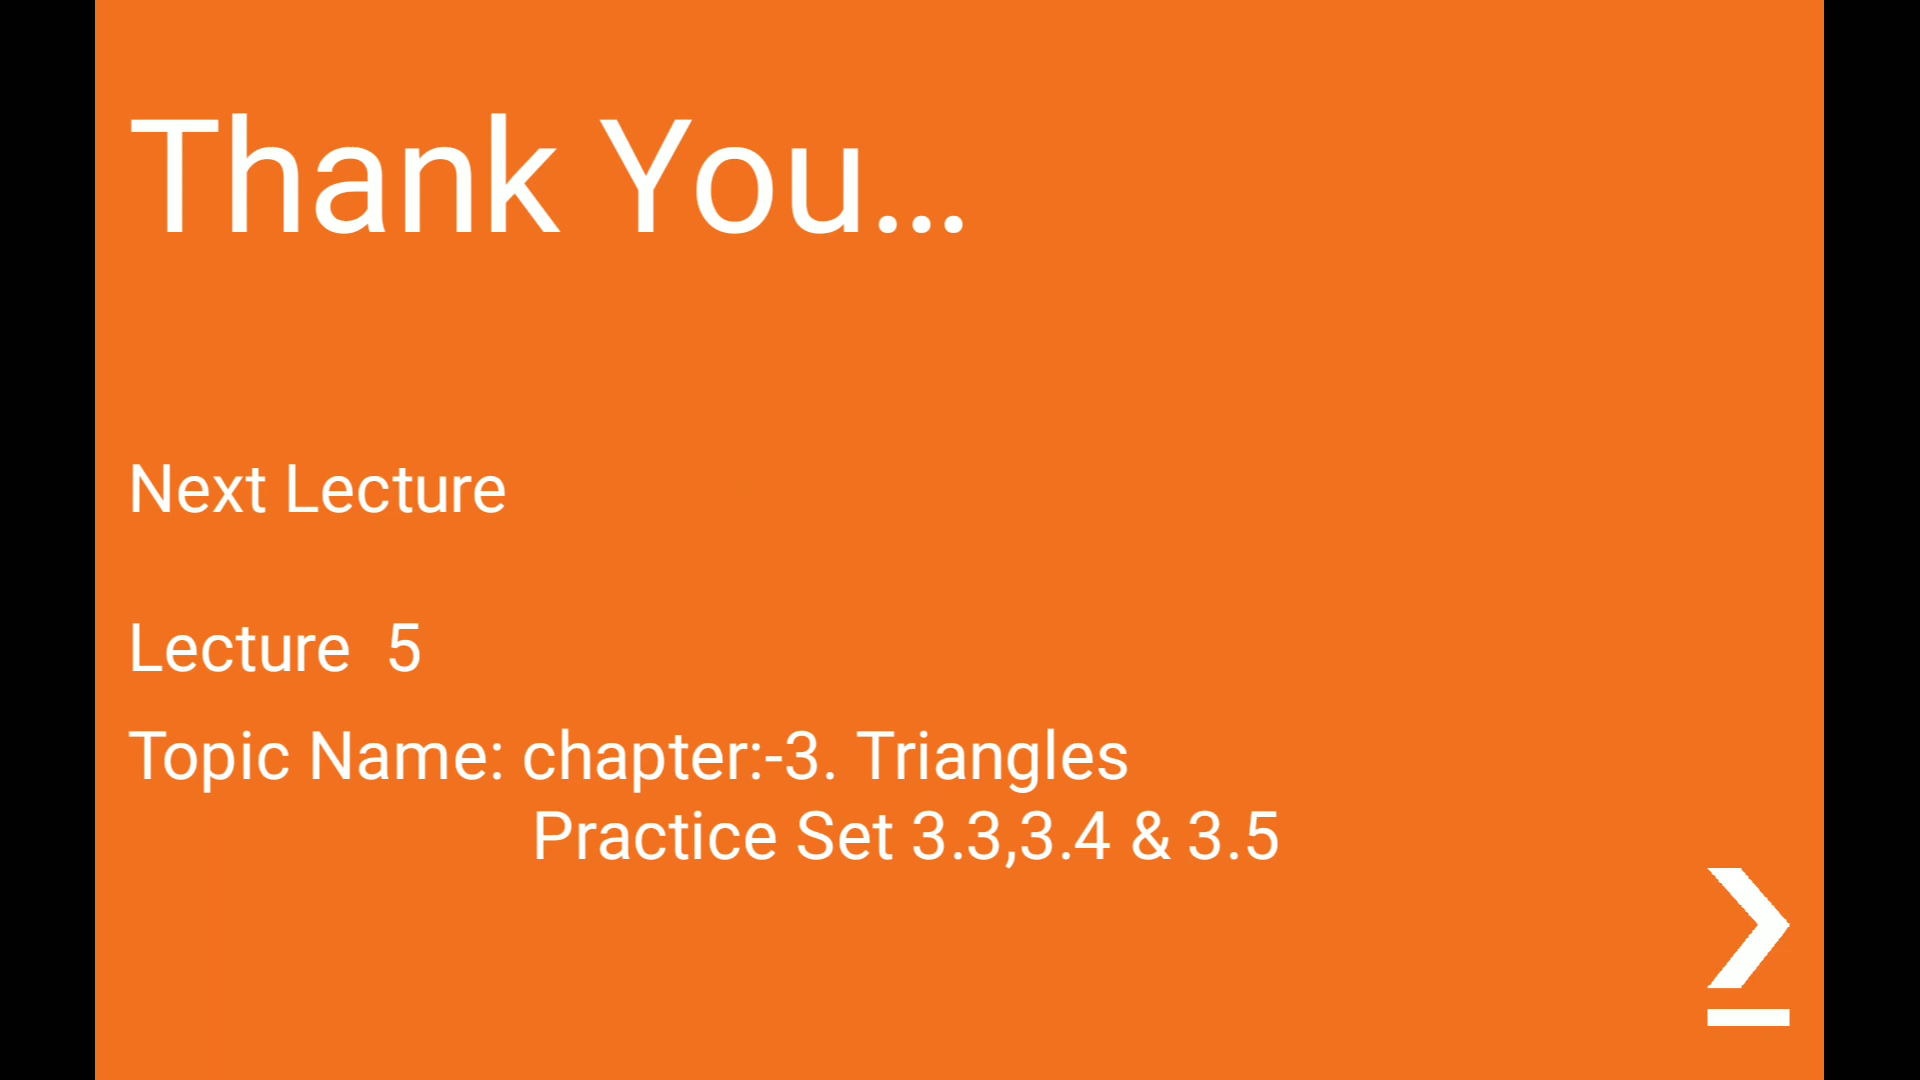 Thank You...
Next Lecture
Lecture  5
Topic Name: chapter:-3. Triangles
Practice Set 3.3,3.4 & 3.5